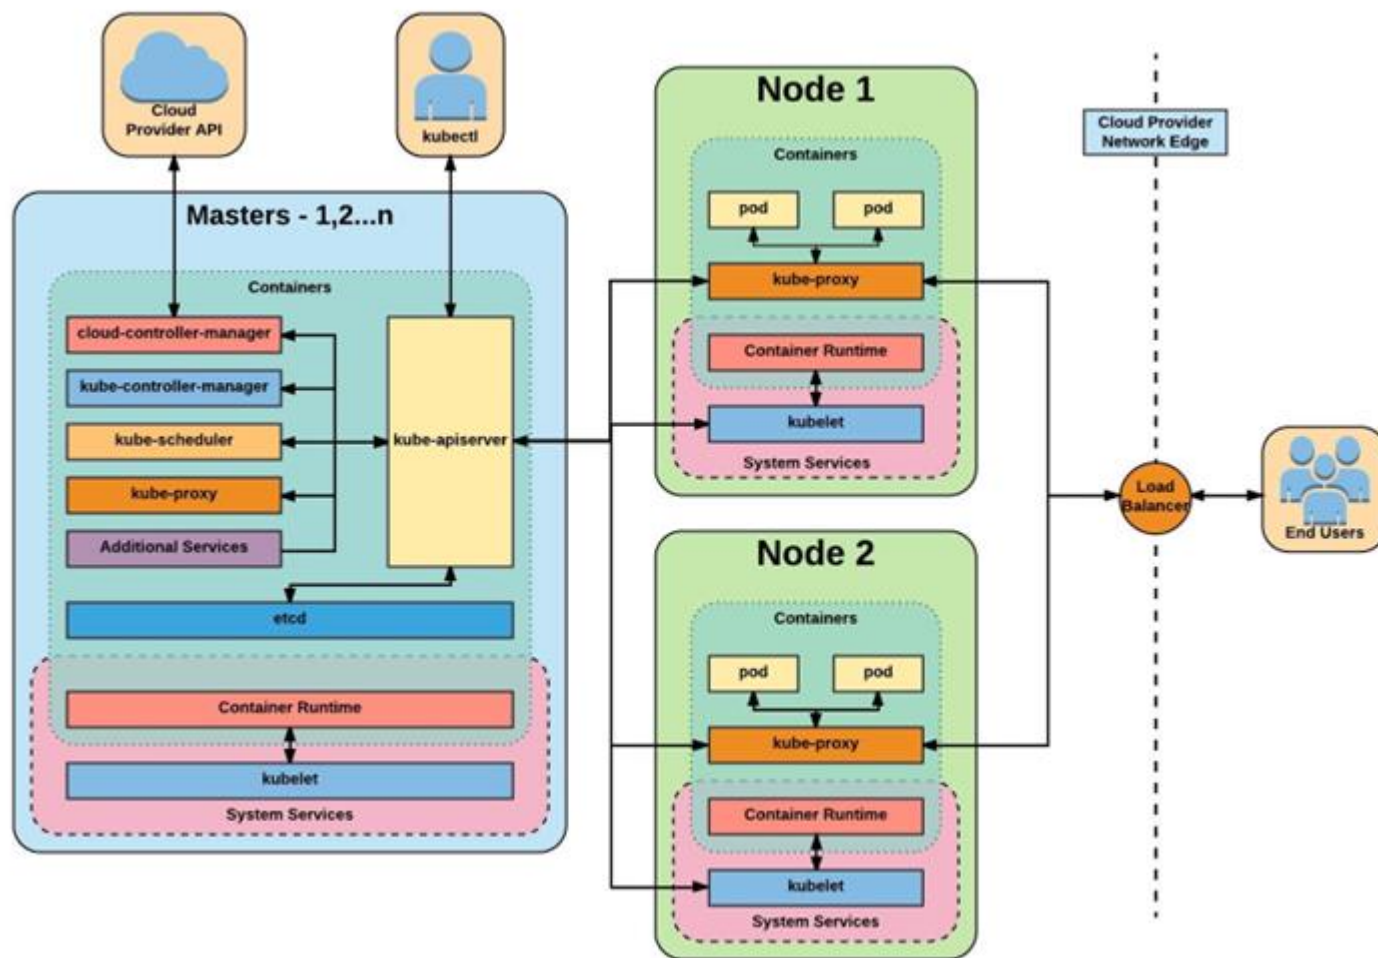 Cloud
Provider API
kubectl
Masters - 1,2...n
Containers
cloud-controller-manager
kube-controller-manager
kube-scheduler
kube-proxy
Additional Services
kube-apiserver
etcd
Container Runtime
kubelet
System Services
Node 1
Containers
pod
pod
kube-proxy
Container Runtime
kubelet
System Services
Node 2
Containers
pod
pod
kube-proxy
Container Runtime
kubelet
System Services
Cloud Provider
Network Edge
Load
Balancer
End Users